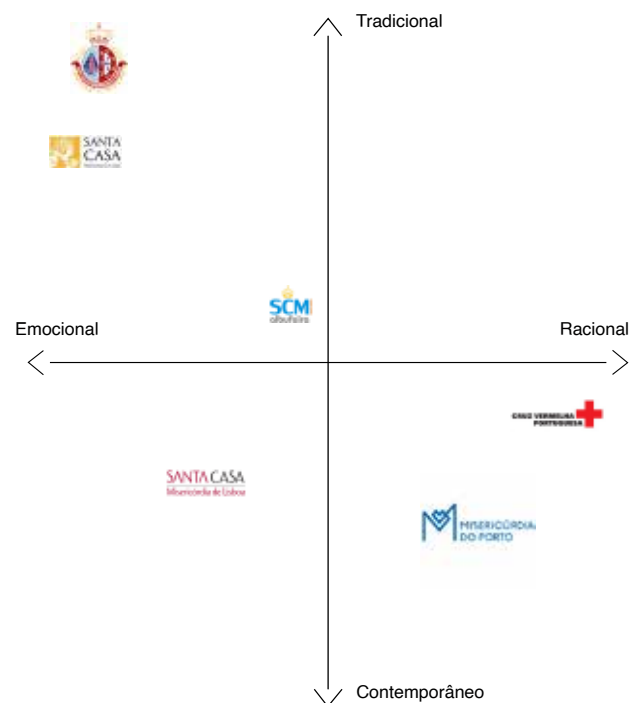 Tradicional
SANTA
CASA
SCM
albufeira
Emocional
Racional
CRUZ VERMELHA
PORTUGUESA
SANTA CASA
Misericórdia de Lisboa
MISERICÓRDIA
DO PORTO
Contemporâneo